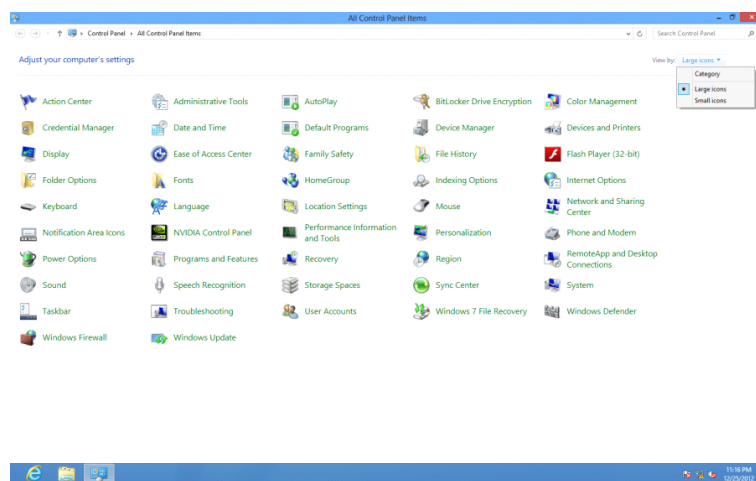 All Control Panel Items
Control Panel All Control Panel Items
Search Control Panel
Adjust your computer's settings
View by: Large icons
Category
Large icons
Small icons
Action Center Administrative Tools AutoPlay BitLocker Drive Encryption Color Management
Credential Manager Date and Time Default Programs Device Manager Devices and Printers
Display Ease of Access Center Family Safety File History Flash Player (32-bit)
Folder Options Fonts HomeGroup Indexing Options Internet Options
Keyboard Language Location Settings Mouse Network and Sharing
Center
Notification Area Icons NVIDIA Control Panel Performance Information
and Tools Personalization Phone and Modem
Power Options Programs and Features Recovery Region RemoteApp and Desktop
Connections
Sound Speech Recognition Storage Spaces Sync Center System
Taskbar Troubleshooting User Accounts Windows 7 File Recovery Windows Defender
Windows Firewall Windows Update
11:16 PM
12/25/2012